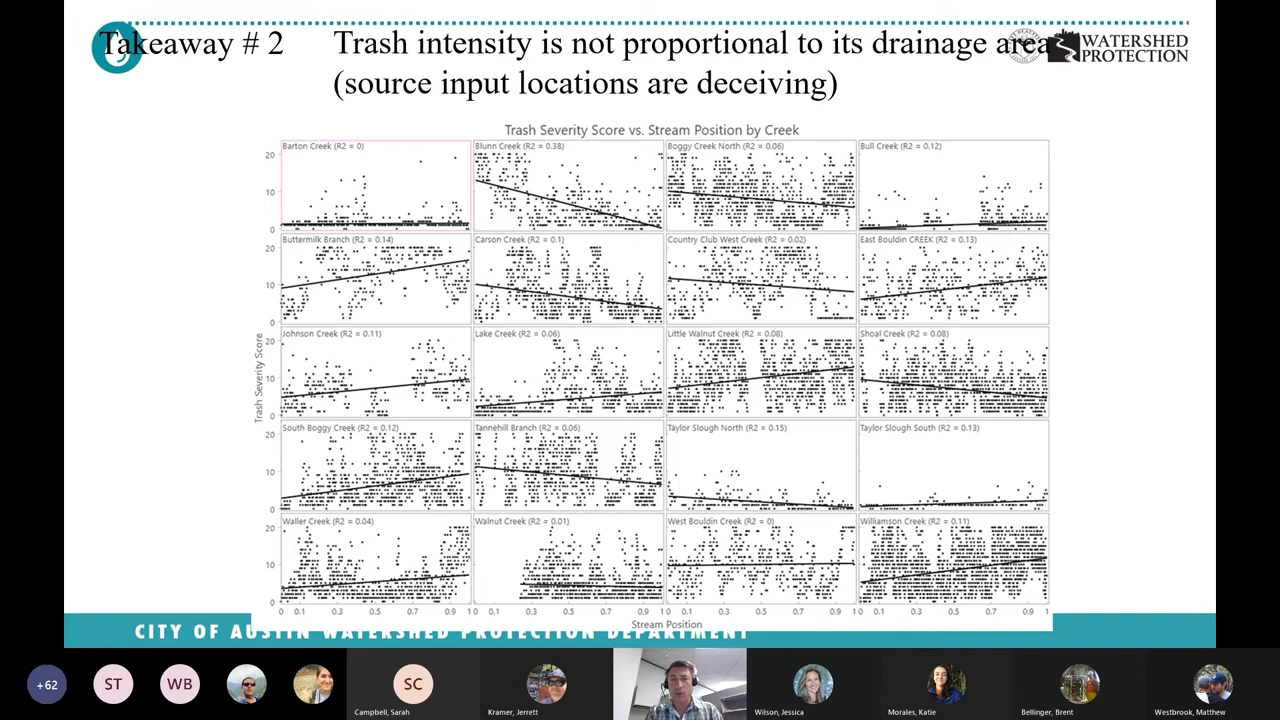 Takeaway # 2
Trash intensity is not proportional to its drainage area
(source input locations are deceiving)
WATERSHED
PROTECTION
Trash Severity Score vs. Stream Position by Creek
Barton Creek (R2 = 0)
Blunn Creek (R2 = 0.38)
Boggy Creek North (R2 = 0.06)
Bull Creek (R2 = 0.12)
20
10
0
Buttermilk Branch (R2 = 0.14)
Carson Creek (R2 = 0.1)
Country Club West Creek (R2 = 0.02)
East Bouldin CREEK (R2 = 0.13)
20
10
0
Johnson Creek (R2 = 0.11)
Lake Creek (R2 = 0.06)
Little Walnut Creek (R2 = 0.08)
Shoal Creek (R2 = 0.08)
20
10
0
Trash Severity Score
South Boggy Creek (R2 = 0.12)
Tannehill Branch (R2 = 0.06)
Taylor Slough North (R2 = 0.15)
Taylor Slough South (R2 = 0.13)
20
10
0
Waller Creek (R2 = 0.04)
Walnut Creek (R2 = 0.01)
West Bouldin Creek (R2 = 0)
Williamson Creek (R2 = 0.11)
20
10
0
0 0.1 0.3 0.5 0.7 0.9 1 0 0.1 0.3 0.5 0.7 0.9 1 0 0.1 0.3 0.5 0.7 0.9 1 0 0.1 0.3 0.5 0.7 0.9 1
Stream Position
CITY OF AUSTIN WATERSHED PROTECTION DEPARTMENT
+62
ST
WB
SC
Campbell, Sarah
Kramer, Jerrett
Wilson, Jessica
Morales, Katie
Bellinger, Brent
Westbrook, Matthew